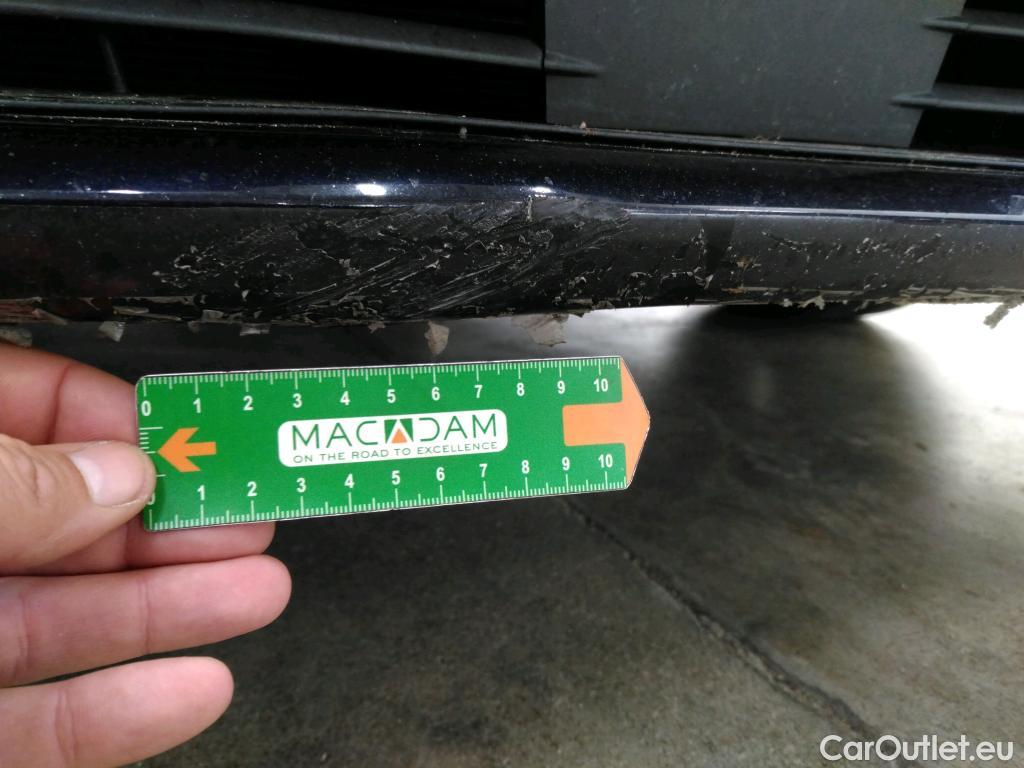 0 1 2 3 4 5 6 7 8 9 10
MACADAM
ON THE ROAD TO EXCELLENCE
0 1 2 3 4 5 6 7 8 9 10
CarOutlet.eu